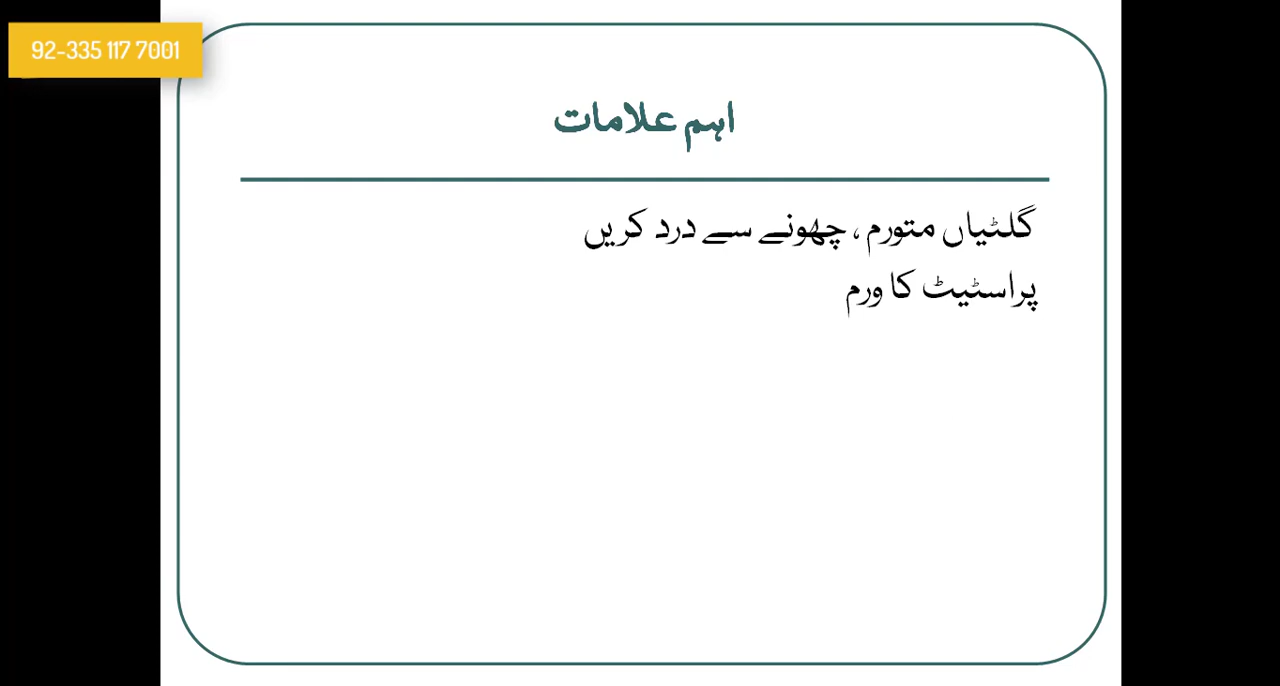 92-335 117 7001
اہم علامات
گلٹیاں متورم، چھونے سے درد کریں
پراسٹیٹ کا ورم